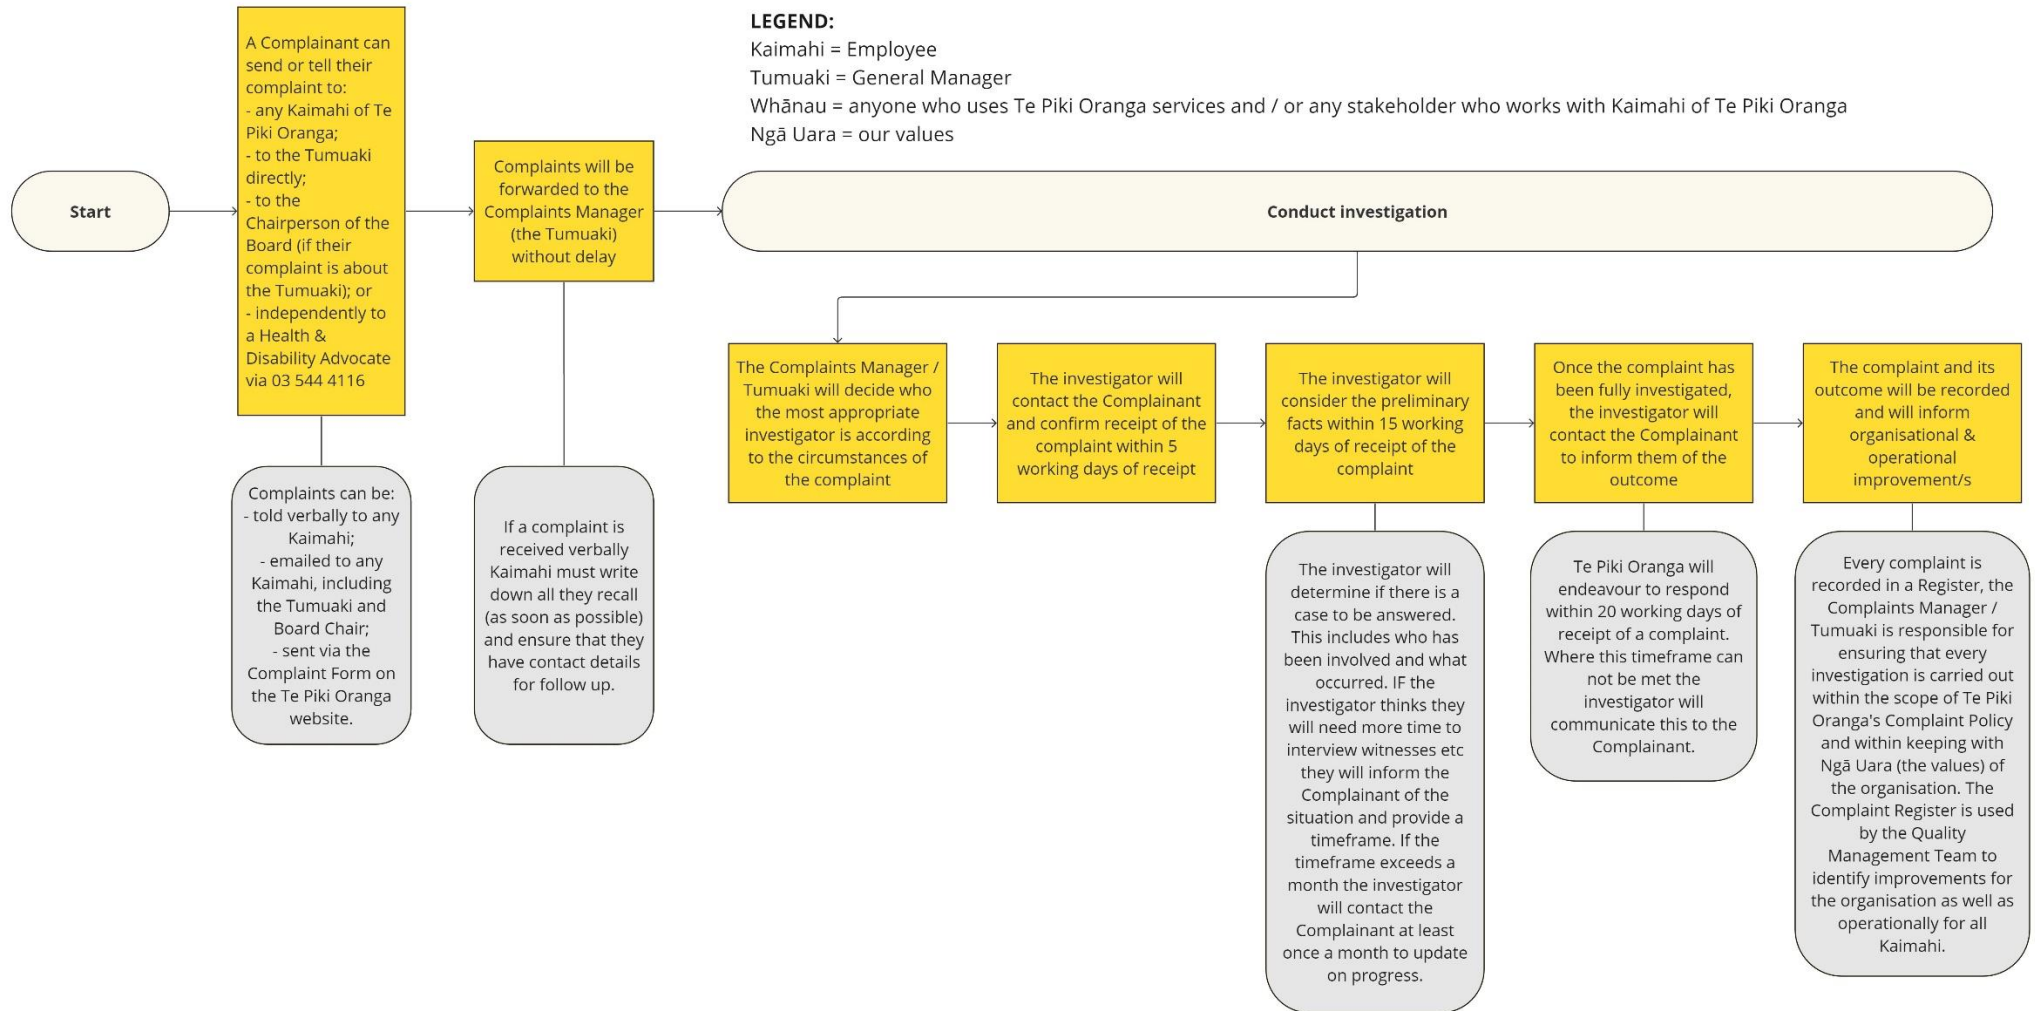 LEGEND:
Kaimahi = Employee
Tumuaki = General Manager
Whānau = anyone who uses Te Piki Oranga services and / or any stakeholder who works with Kaimahi of Te Piki Oranga
Ngā Uara = our values
Start
A Complainant can
send or tell their
complaint to:
- any Kaimahi of Te
Piki Oranga;
- to the Tumuaki
directly;
- to the
Chairperson of the
Board (if their
complaint is about
the Tumuaki); or
- independently to
a Health &
Disability Advocate
via 03 544 4116
Complaints can be:
- told verbally to any
Kaimahi;
- emailed to any
Kaimahi, including
the Tumuaki and
Board Chair;
- sent via the
Complaint Form on
the Te Piki Oranga
website.
Complaints will be
forwarded to the
Complaints Manager
(the Tumuaki)
without delay
If a complaint is
received verbally
Kaimahi must write
down all they recall
(as soon as possible)
and ensure that they
have contact details
for follow up.
Conduct investigation
The Complaints Manager /
Tumuaki will decide who
the most appropriate
investigator is according
to the circumstances of
the complaint
The investigator will
contact the Complainant
and confirm receipt of the
complaint within 5
working days of receipt
The investigator will
consider the preliminary
facts within 15 working
days of receipt of the
complaint
The investigator will
determine if there is a
case to be answered.
This includes who has
been involved and what
occurred. IF the
investigator thinks they
will need more time to
interview witnesses etc
they will inform the
Complainant of the
situation and provide a
timeframe. If the
timeframe exceeds a
month the investigator
will contact the
Complainant at least
once a month to update
on progress.
Once the complaint has
been fully investigated,
the investigator will
contact the Complainant
to inform them of the
outcome
Te Piki Oranga will
endeavour to respond
within 20 working days of
receipt of a complaint.
Where this timeframe can
not be met the
investigator will
communicate this to the
Complainant.
The complaint and its
outcome will be recorded
and will inform
organisational &
operational
improvement/s
Every complaint is
recorded in a Register, the
Complaints Manager /
Tumuaki is responsible for
ensuring that every
investigation is carried out
within the scope of Te Piki
Oranga's Complaint Policy
and within keeping with
Ngā Uara (the values) of
the organisation. The
Complaint Register is used
by the Quality
Management Team to
identify improvements for
the organisation as well as
operationally for all
Kaimahi.